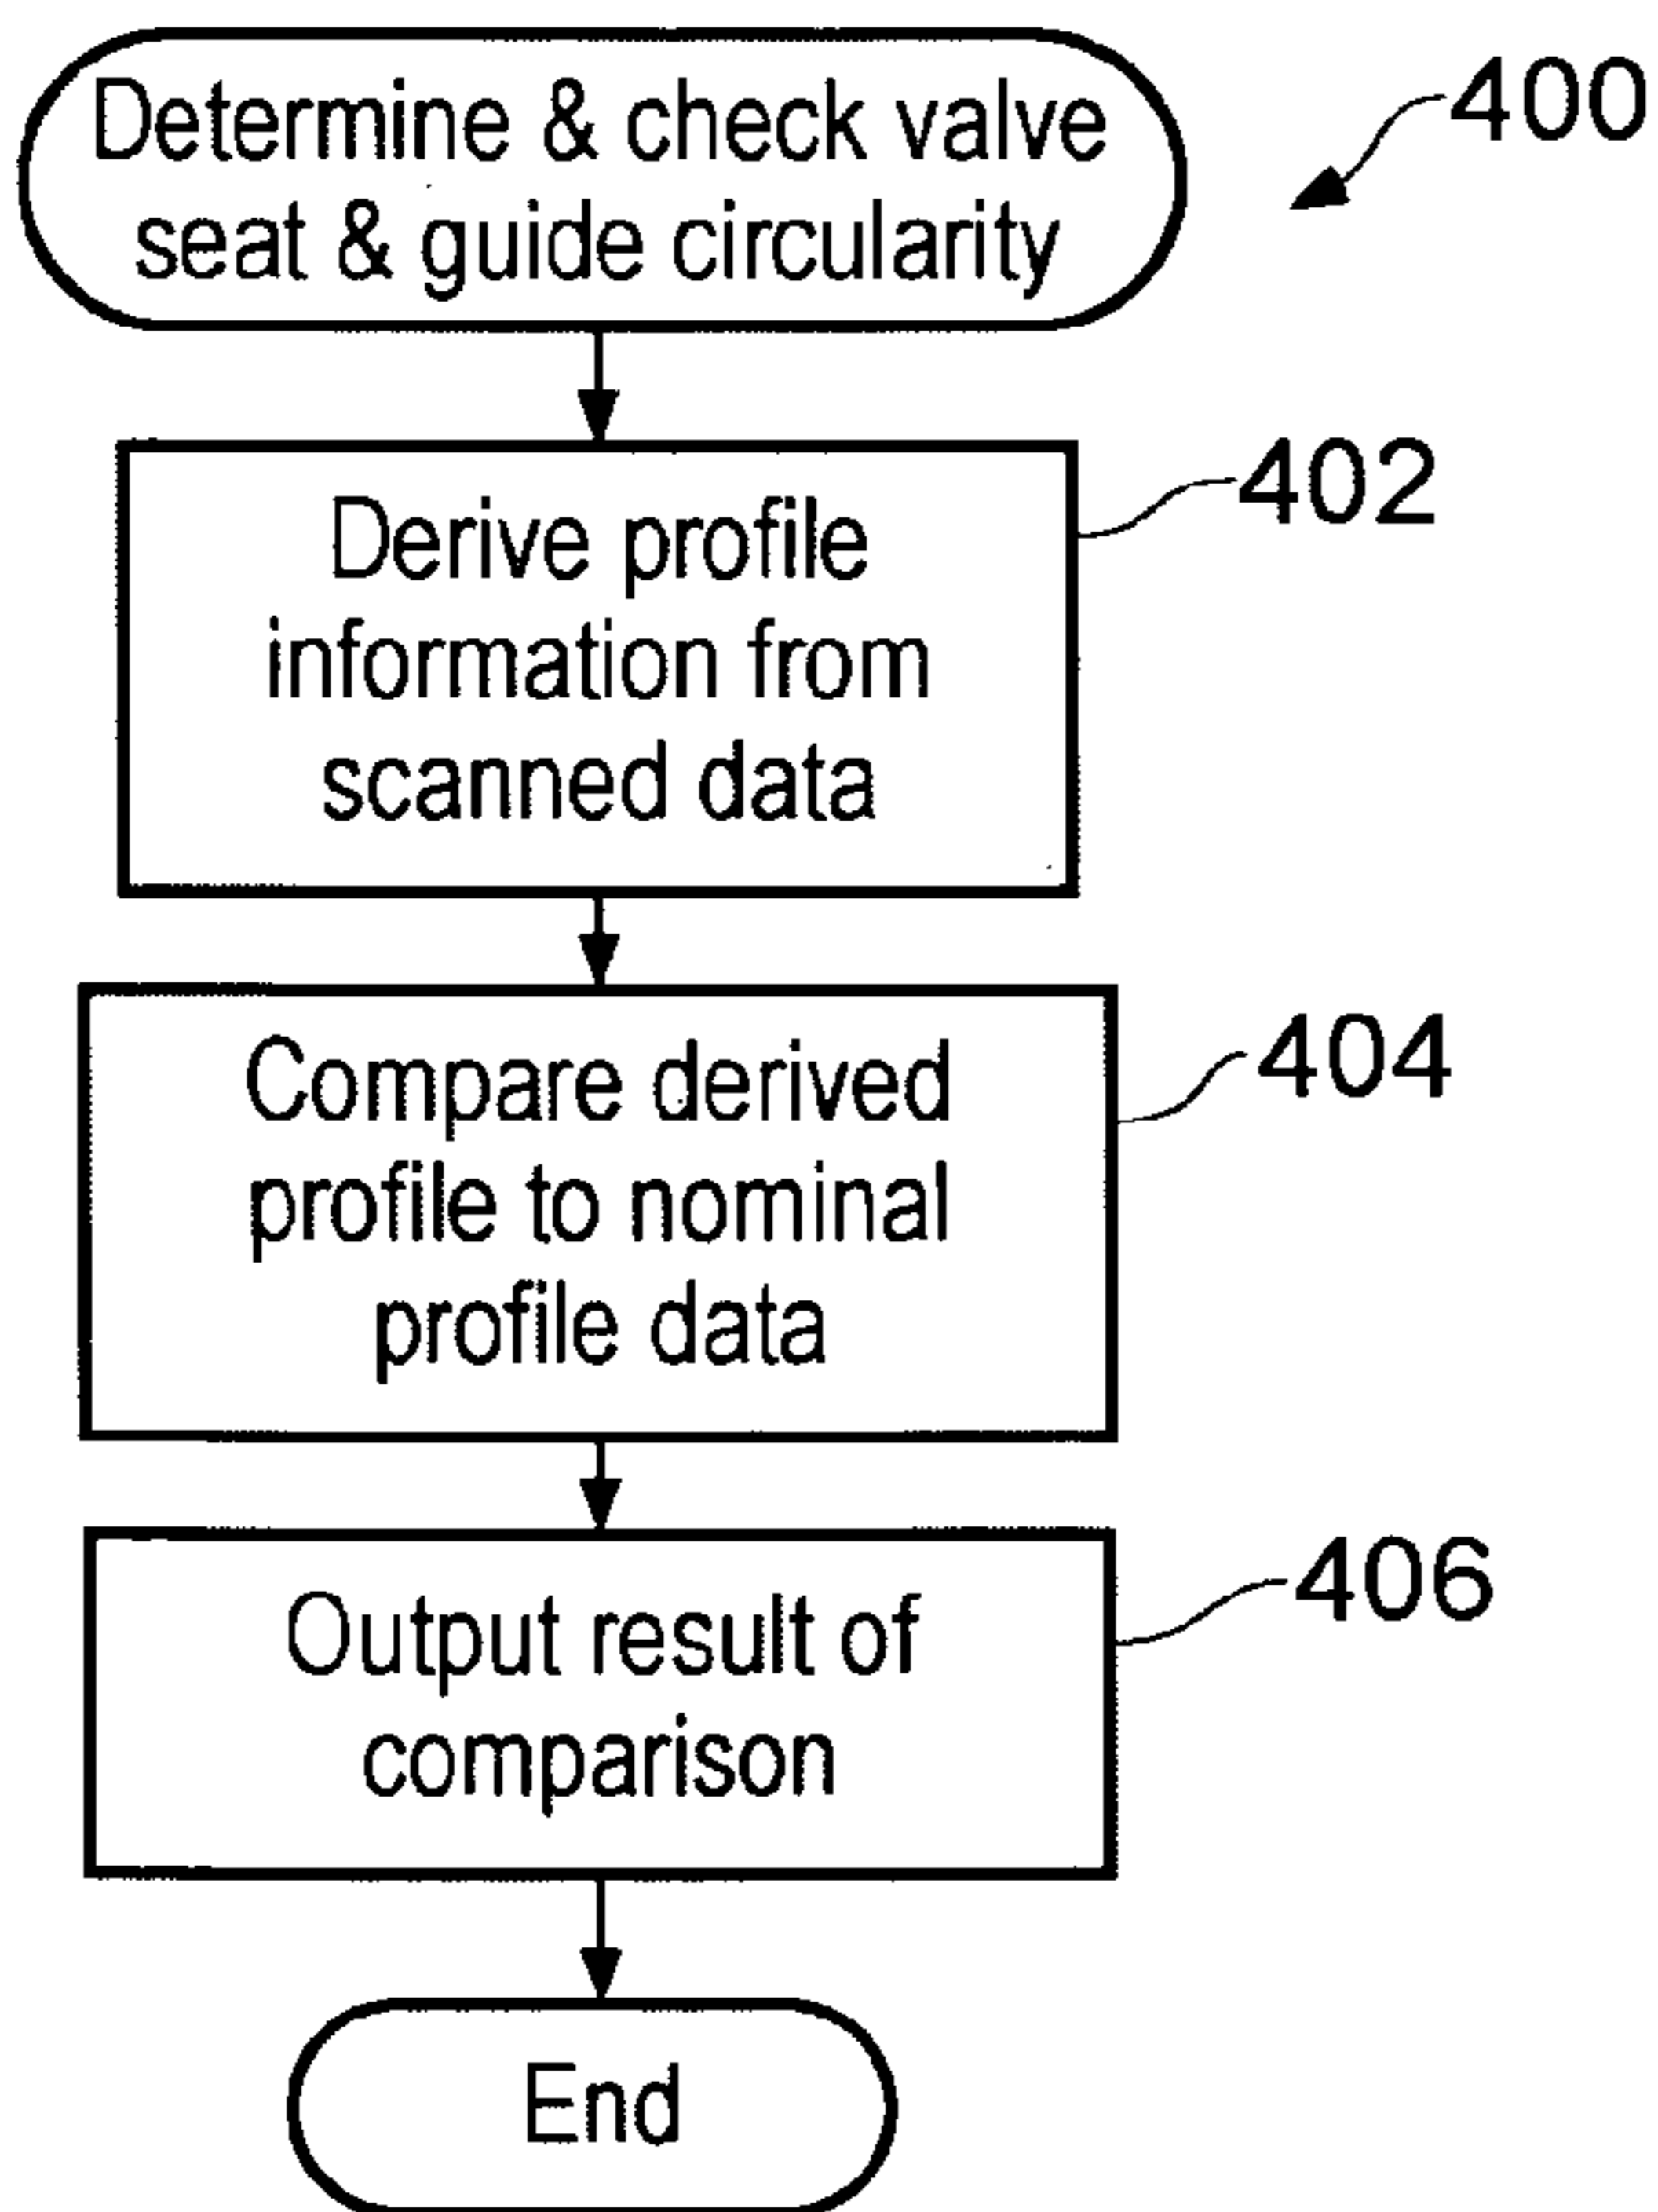 Determine & check valve
seat & guide circularity
400
Derive profile
information from
scanned data
402
Compare derived
profile to nominal
profile data
404
Output result of
comparison
406
End